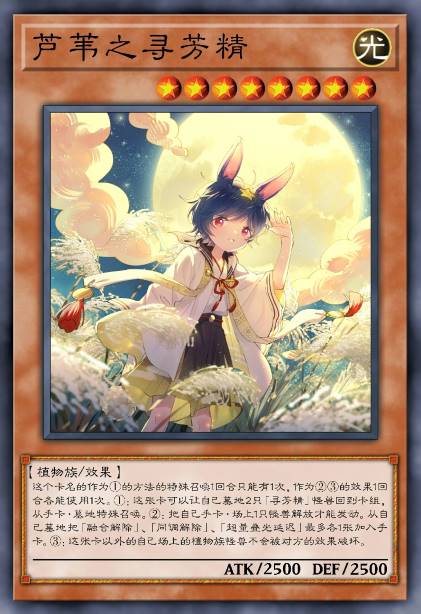 芦苇之寻芳精
光
【植物族/效果】
这个卡名的作为①的方法的特殊召唤1回合只能有1次，作为②③的效果1回
合各能使用1次。①：这张卡可以让自己墓地2只「寻芳精」怪兽回到卡组，
从手卡·墓地特殊召唤。②：把自己手卡·场上1只怪兽解放才能发动。从自
己墓地把「融合解除」、「同调解除」、「超量叠光延迟」最多各1张加入手
卡。③：这张卡以外的自己场上的植物族怪兽不会被对方的效果破坏。
ATK/2500 DEF/2500